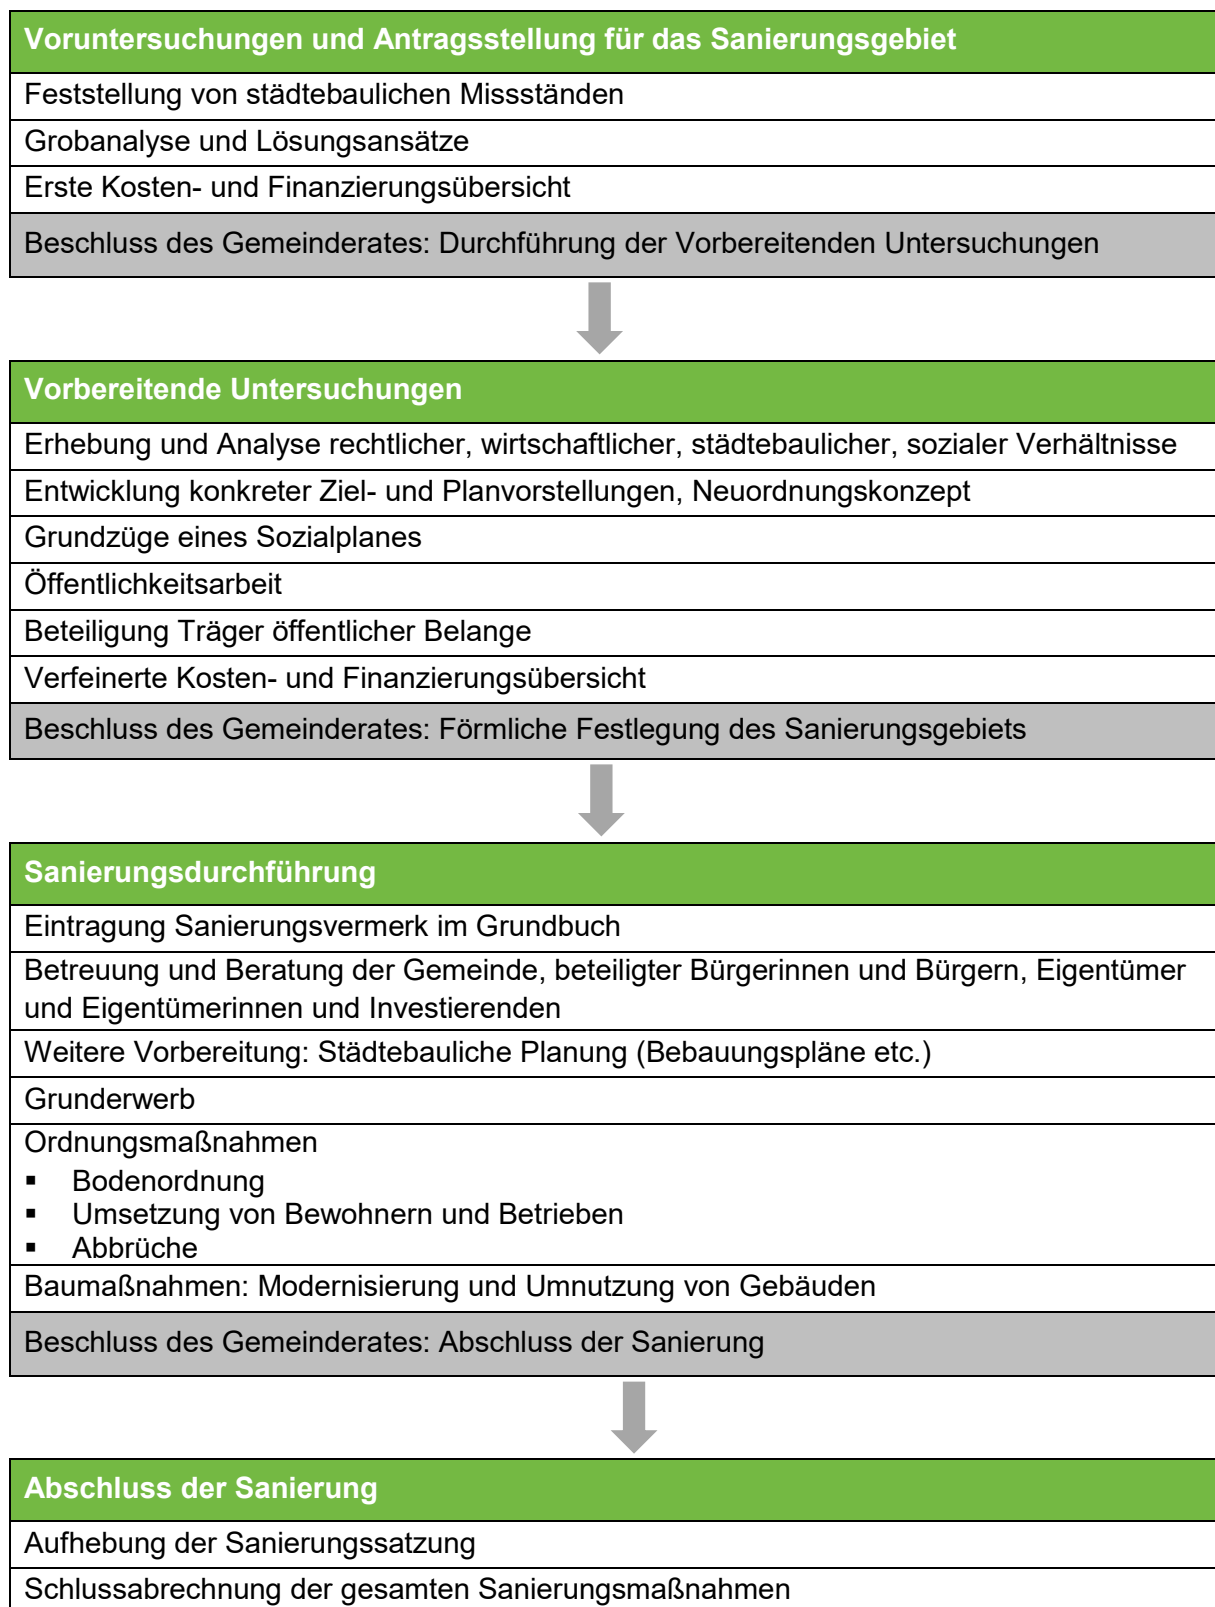 Voruntersuchungen und Antragsstellung für das Sanierungsgebiet
Feststellung von städtebaulichen Missständen
Grobanalyse und Lösungsansätze
Erste Kosten- und Finanzierungsübersicht
Beschluss des Gemeinderates: Durchführung der Vorbereitenden Untersuchungen
Vorbereitende Untersuchungen
Erhebung und Analyse rechtlicher, wirtschaftlicher, städtebaulicher, sozialer Verhältnisse
Entwicklung konkreter Ziel- und Planvorstellungen, Neuordnungskonzept
Grundzüge eines Sozialplanes
Öffentlichkeitsarbeit
Beteiligung Träger öffentlicher Belange
Verfeinerte Kosten- und Finanzierungsübersicht
Beschluss des Gemeinderates: Förmliche Festlegung des Sanierungsgebiets
Sanierungsdurchführung
Eintragung Sanierungsvermerk im Grundbuch
Betreuung und Beratung der Gemeinde, beteiligter Bürgerinnen und Bürgern, Eigentümer
und Eigentümerinnen und Investierenden
Weitere Vorbereitung: Städtebauliche Planung (Bebauungspläne etc.)
Grunderwerb
Ordnungsmaßnahmen
▪ Bodenordnung
▪ Umsetzung von Bewohnern und Betrieben
▪ Abbrüche
Baumaßnahmen: Modernisierung und Umnutzung von Gebäuden
Beschluss des Gemeinderates: Abschluss der Sanierung
Abschluss der Sanierung
Aufhebung der Sanierungssatzung
Schlussabrechnung der gesamten Sanierungsmaßnahmen